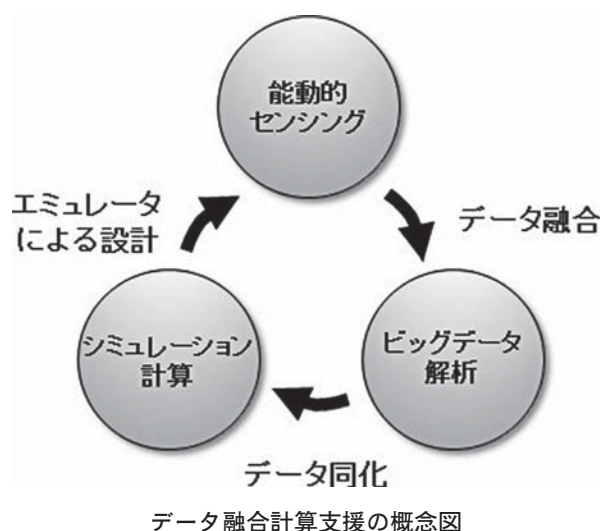 能動的
センシング
エミュレータ
による設計
データ融合
シミュレーション
計算
ビッグデータ
解析
データ同化
データ融合計算支援の概念図